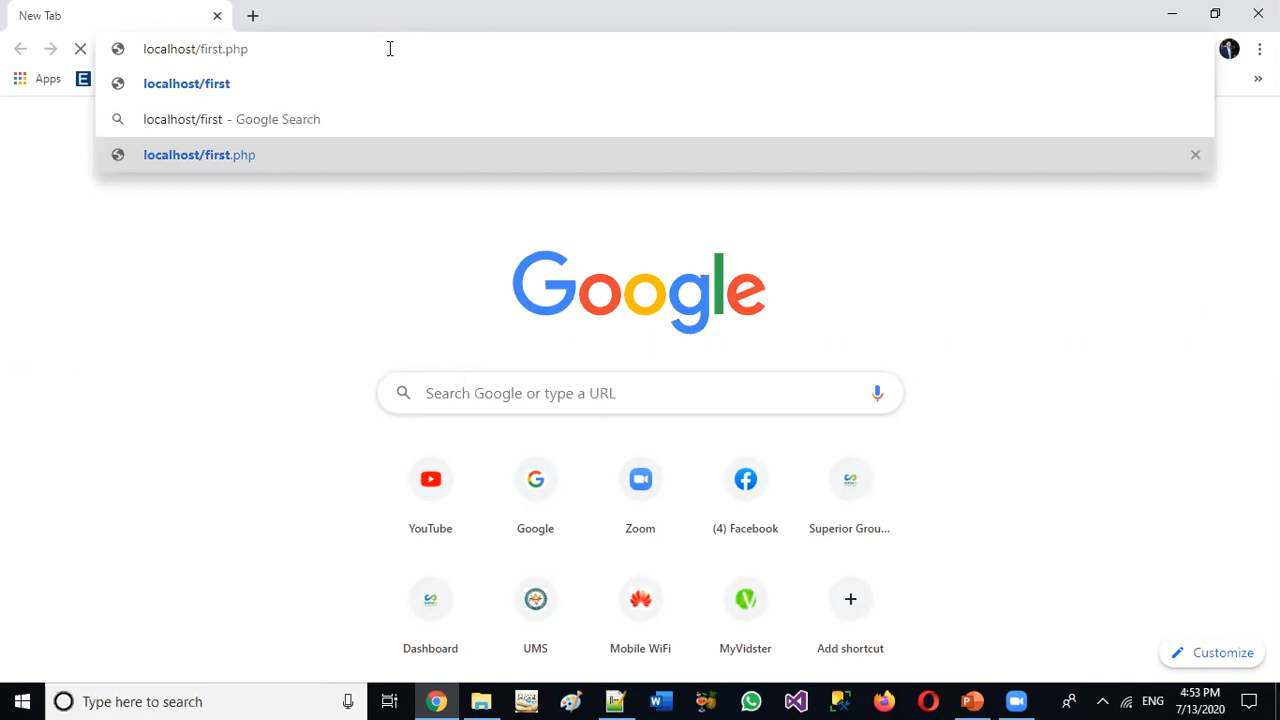 New Tab
localhost/first.php
Apps
localhost/first
localhost/first - Google Search
localhost/first.php
Google
Search Google or type a URL
YouTube
Google
Zoom
(4) Facebook
Superior Grou...
Dashboard
UMS
Mobile WiFi
MyVidster
Add shortcut
Customize
Type here to search
ENG
4:53 PM
7/13/2020